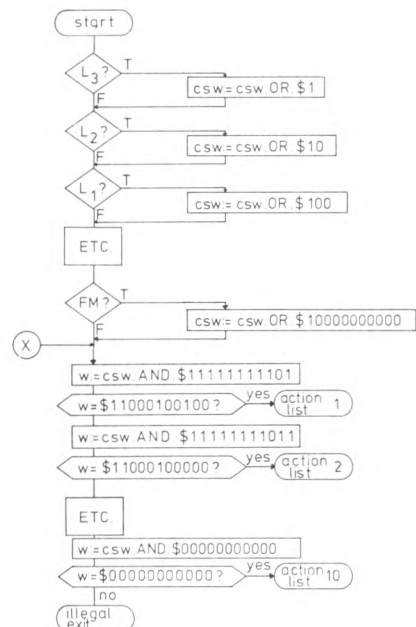 start
L3?
T
csw:= csw.OR.$1
F
L2?
T
csw:= csw.OR $10
F
L1?
T
csw:= csw.OR.$100
F
ETC.
FM?
T
csw:= csw.OR.$10000000000
F
X
w:=csw.AND $11111111101
w=$11000100100?
yes
action
list 1
w:=csw AND $11111111011
w=$11000100000?
yes
action
list 2
ETC.
w:=csw.AND.$00000000000
w=$00000000000?
yes
action
list 10
no
illegal
exit